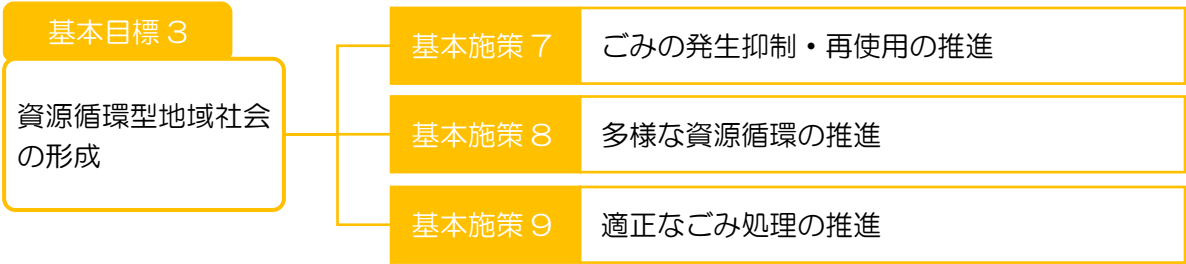 基本目標３
資源循環型地域社会
の形成
基本施策７
ごみの発生抑制・再使用の推進
基本施策８
多様な資源循環の推進
基本施策９
適正なごみ処理の推進